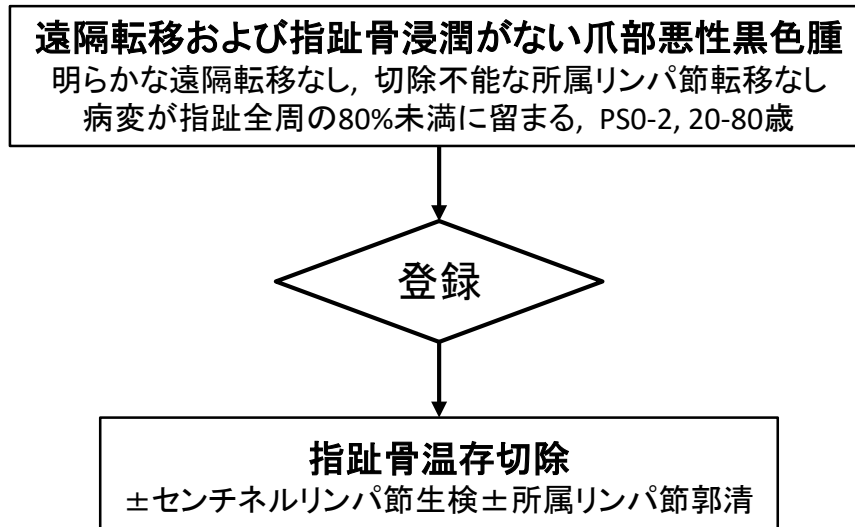 遠隔転移および指趾骨浸潤がない爪部悪性黒色腫
明らかな遠隔転移なし, 切除不能な所属リンパ節転移なし
病変が指趾全周の80%未満に留まる, PS0-2, 20-80歳
登録
指趾骨温存切除
±センチネルリンパ節生検±所属リンパ節郭清